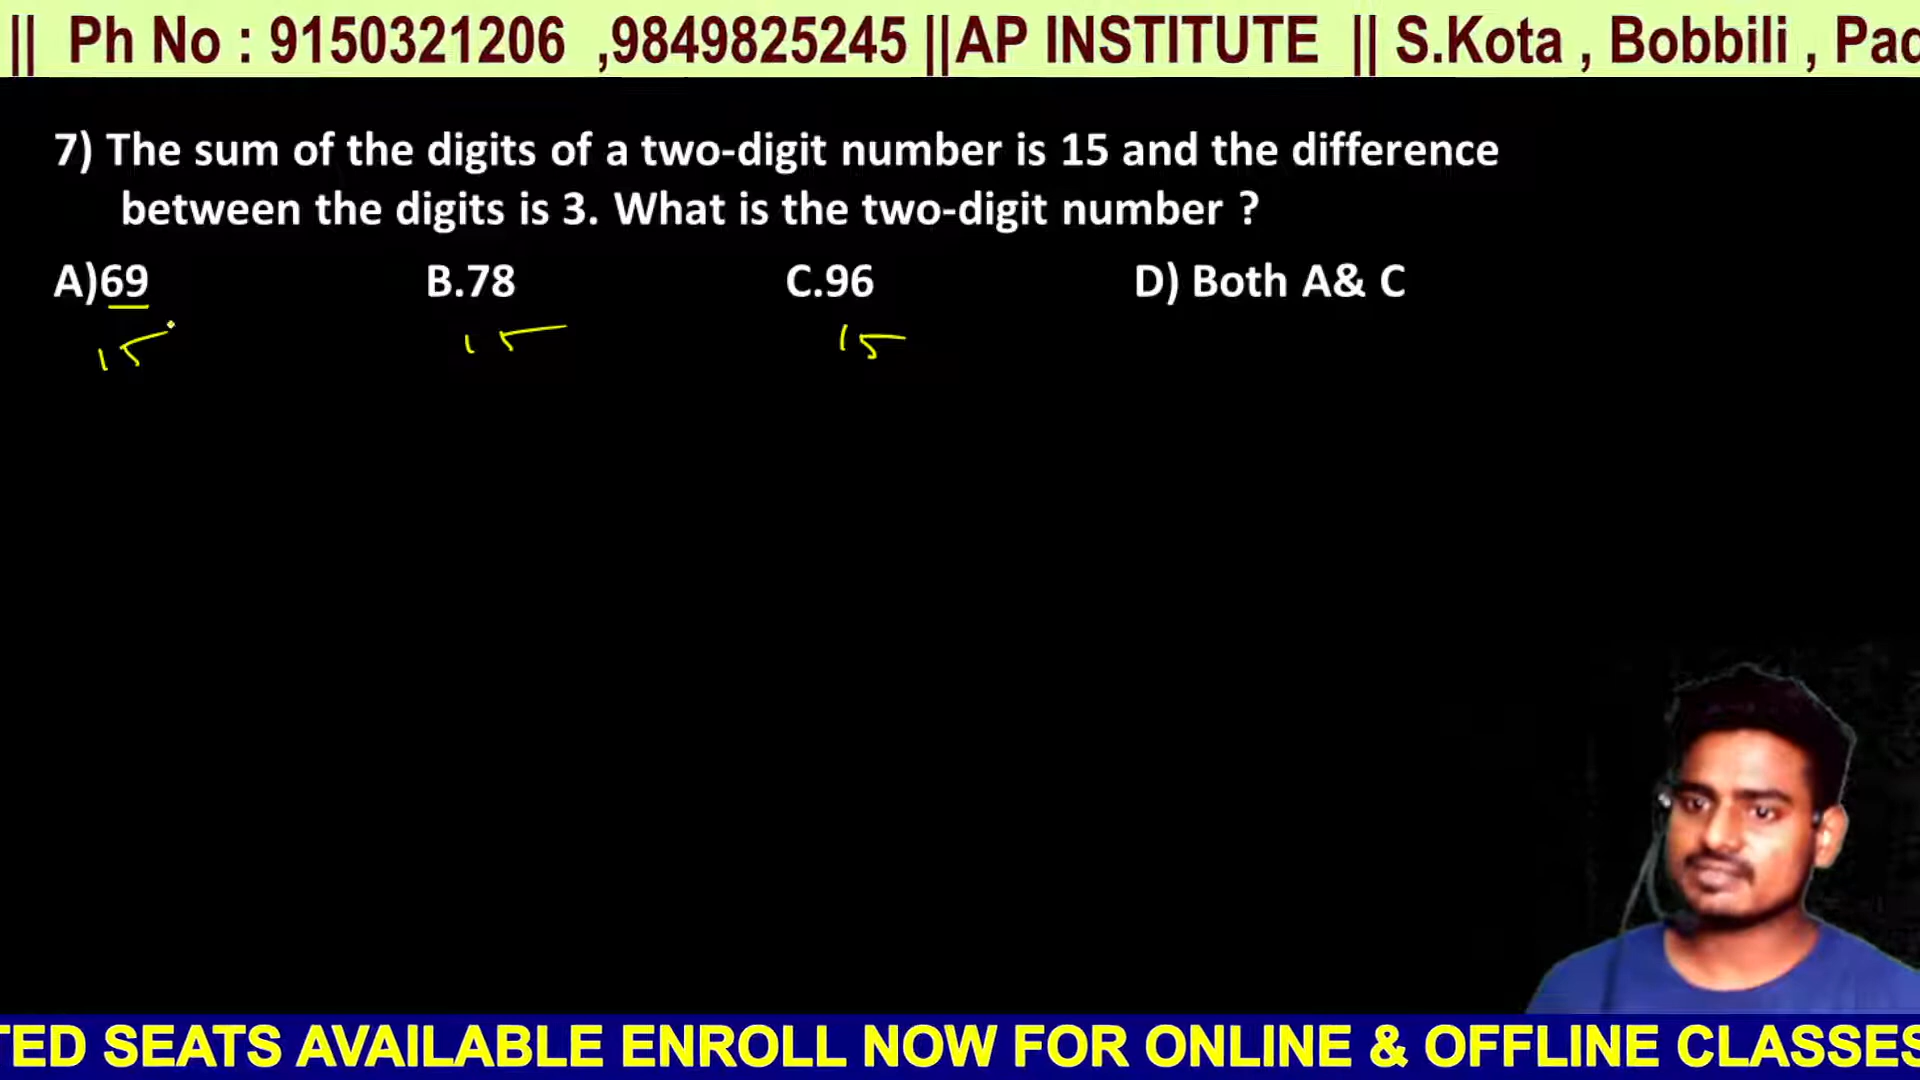 || Ph No : 9150321206 ,9849825245 ||AP INSTITUTE || S.Kota , Bobbili ,
7) The sum of the digits of a two-digit number is 15 and the difference
between the digits is 3. What is the two-digit number ?
A)69 B.78 C.96 D) Both A& C
15 15 15
SEATS AVAILABLE ENROLL NOW FOR ONLINE & OFFLINE CLASSES